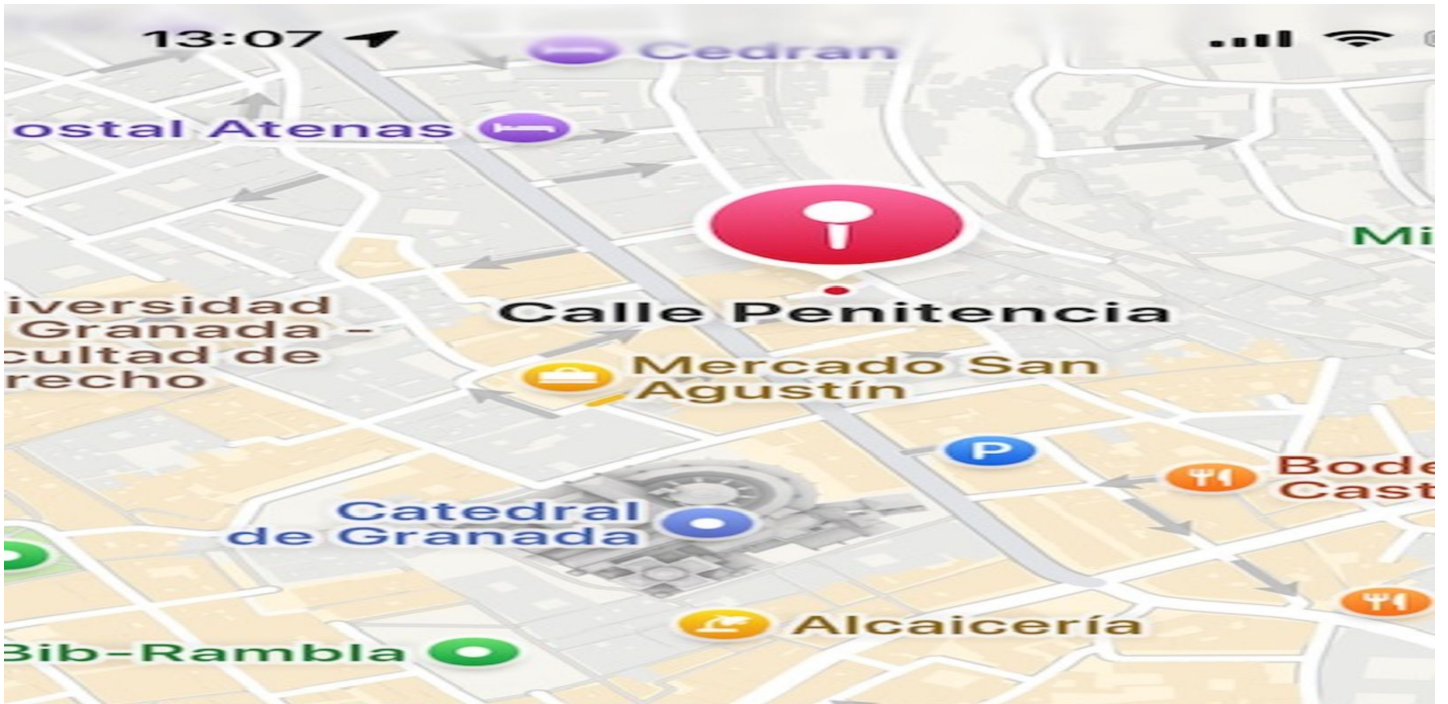 13:07
Cedran
ostal Atenas
Mi
Calle Penitencia
iversidad
Granada -
cultad de
recho
Mercado San
Agustín
P
Bode
Cast
Catedral
de Granada
Alcaicería
Bib-Rambla